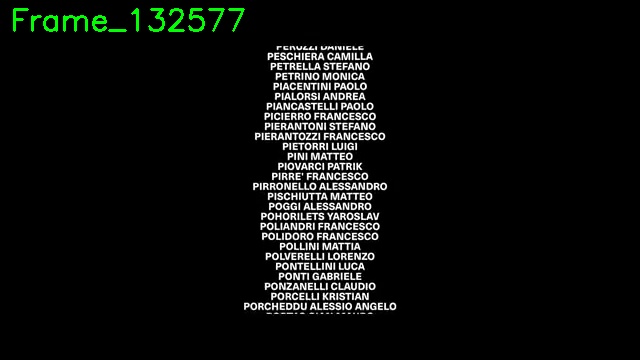 Frame_132577
PERUZZI DANIELE
PESCHIERA CAMILLA
PETRELLA STEFANO
PETRINO MONICA
PIACENTINI PAOLO
PIALORSI ANDREA
PIANCASTELLI PAOLO
PICIERRO FRANCESCO
PIERANTONI STEFANO
PIERANTOZZI FRANCESCO
PIETORRI LUIGI
PINI MATTEO
PIOVARCI PATRIK
PIRRE' FRANCESCO
PIRRONELLO ALESSANDRO
PISCHIUTTA MATTEO
POGGI ALESSANDRO
POHORILETS YAROSLAV
POLIANDRI FRANCESCO
POLIDORO FRANCESCO
POLLINI MATTIA
POLVERELLI LORENZO
PONTELLINI LUCA
PONTI GABRIELE
PONZANELLI CLAUDIO
PORCELLI KRISTIAN
PORCHEDDU ALESSIO ANGELO